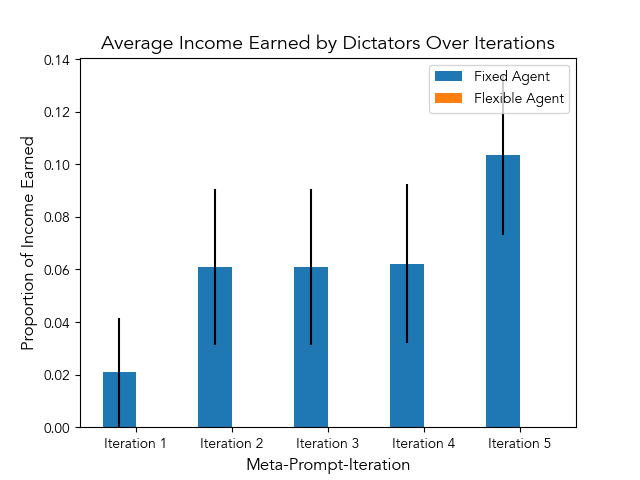 Average Income Earned by Dictators Over Iterations
Fixed Agent
Flexible Agent
Proportion of Income Earned
0.14
0.12
0.10
0.08
0.06
0.04
0.02
0.00
Iteration 1 Iteration 2 Iteration 3 Iteration 4 Iteration 5
Meta-Prompt-Iteration